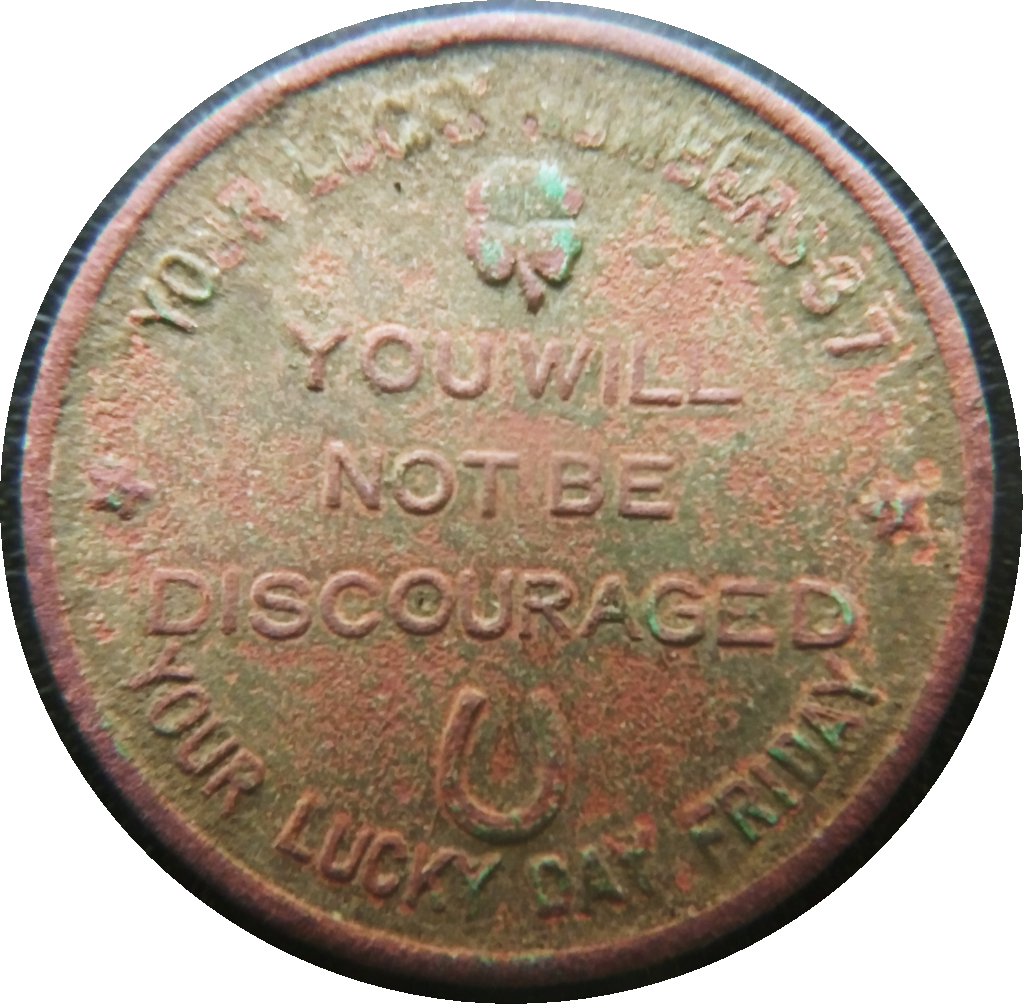 YOUR LUCKY NUMBERS 37
YOU WILL
NOT BE
DISCOURAGED
YOUR LUCKY DAY FRIDAY